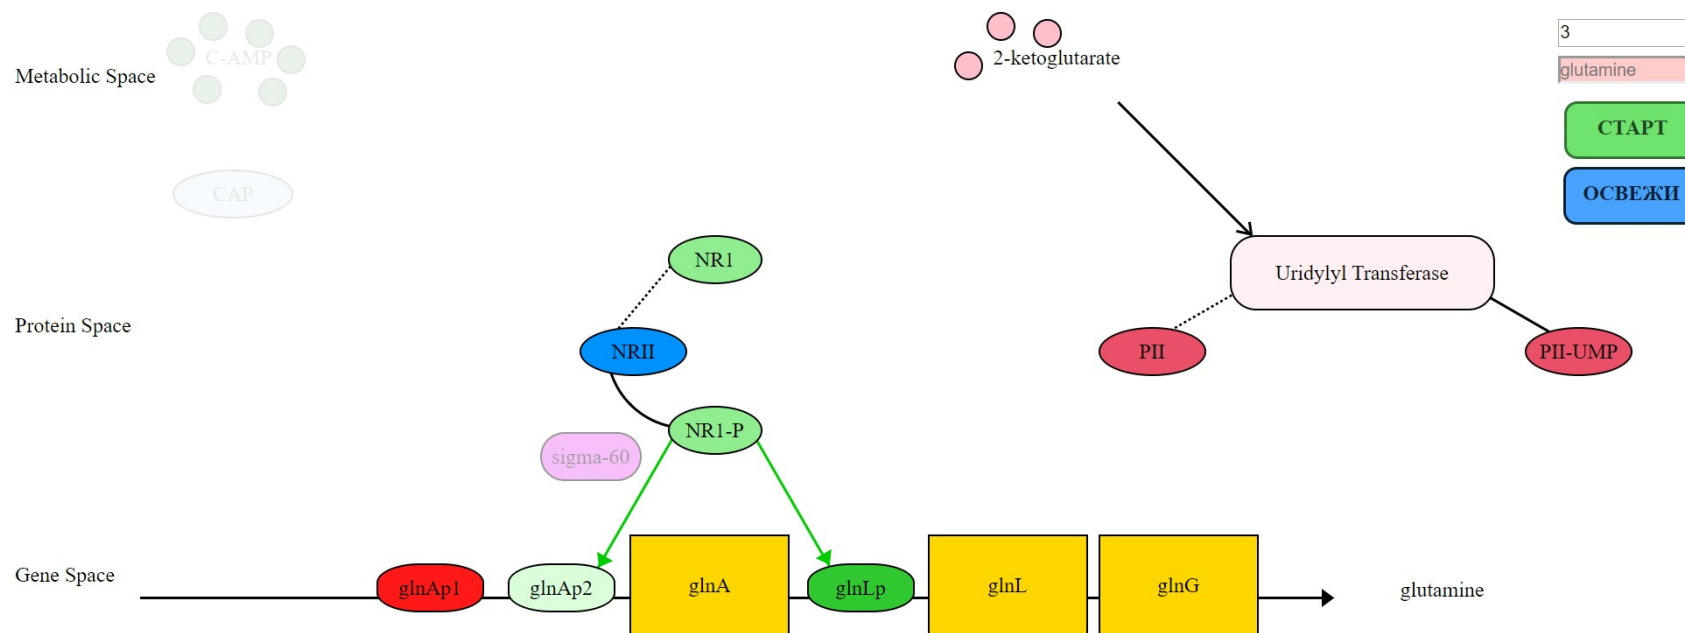 C-AMP
2-ketoglutarate
3
Metabolic Space
glutamine
СТАРТ
CAP
ОСВЕЖИ
NR1
Uridylyl Transferase
Protein Space
NRII
PII
PII-UMP
NR1-P
sigma-60
Gene Space
glnAp1
glnAp2
glnA
glnLp
glnL
glnG
glutamine